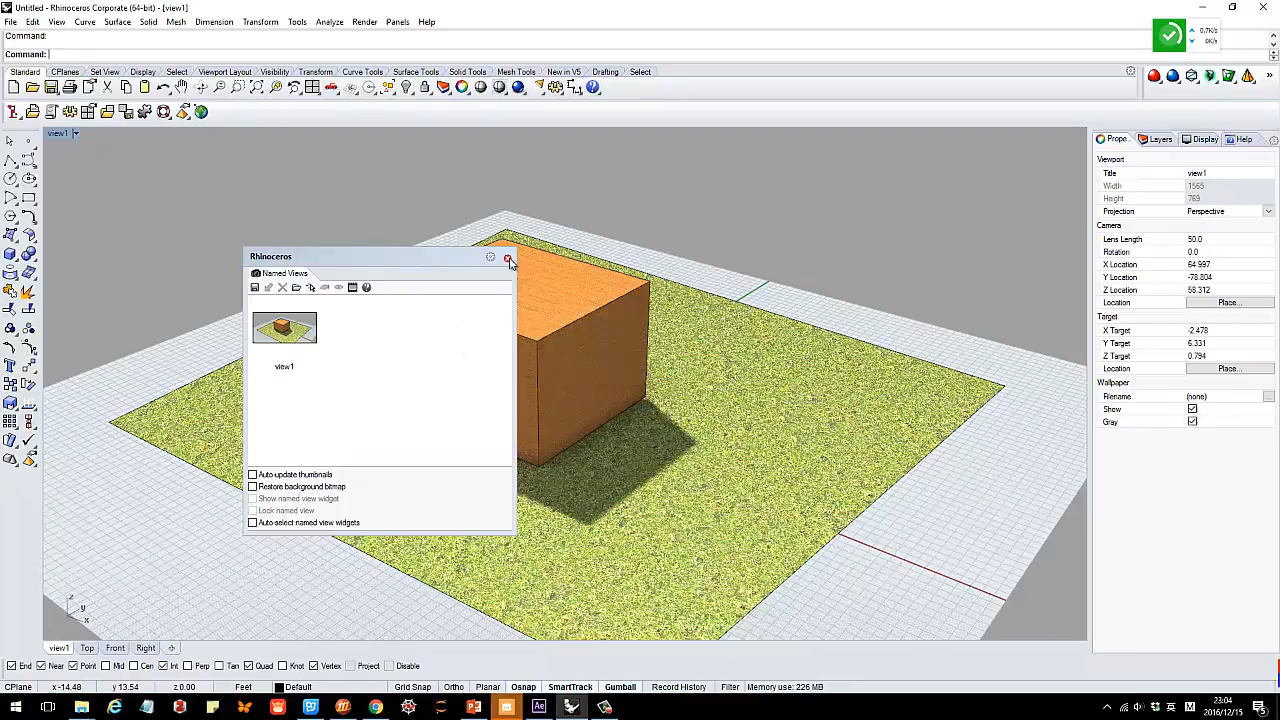 Untitled - Rhinoceros Corporate (64-bit) - [view1]
File Edit View Curve Surface Solid Mesh Dimension Transform Tools Analyze Render Panels Help
Command:
Command:
0.7K/s
0K/s
Standard CPlanes Set View Display Select Viewport Layout Visibility Transform Curve Tools Surface Tools Solid Tools Mesh Tools New in V5 Drafting Select
view1
Prope... Layers Display Help
Viewport
Title view1
Width 1565
Height 769
Projection Perspective
Camera
Lens Length 50.0
Rotation 0.0
X Location 64.997
Y Location -78.804
Z Location 58.312
Location Place...
Target
X Target -2.478
Y Target 6.331
Z Target 0.794
Location Place...
Wallpaper
Filename (none)
Show
Gray
Rhinoceros
Named Views
view1
Auto-update thumbnails
Restore background bitmap
Show named view widget
Lock named view
Auto-select named view widgets
z
y
x
view1 Top Front Right
End Near Point Mid Cen Int Perp Tan Quad Knot Vertex Project Disable
CPlane x -14.48 y 13.54 z 0.00 Feet Default Grid Snap Ortho Planar Osnap SmartTrack Gumball Record History Filter Memory use: 226 MB
23:04
2016/12/15